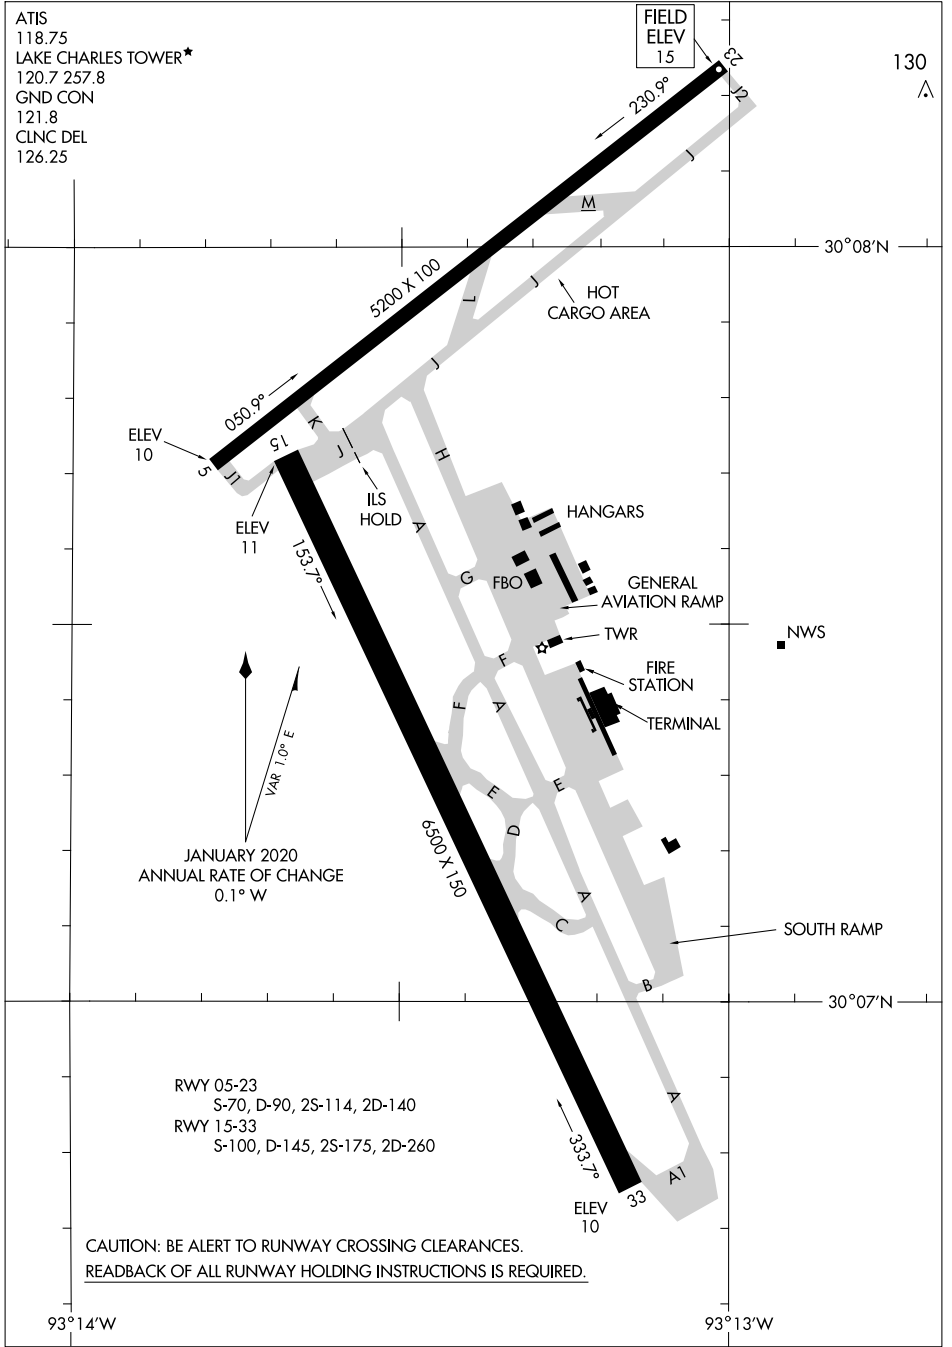 ATIS
118.75
LAKE CHARLES TOWER★
120.7 257.8
GND CON
121.8
CLNC DEL
126.25
FIELD
ELEV
15
23
130
J2
230.9°
J
M
30°08'N
5200 X 100
L
J
HOT
CARGO AREA
J
050.9°
K
ELEV
10
15
J
H
5
J1
ILS
HOLD
ELEV
11
A
HANGARS
153.7°
G
FBO
GENERAL
AVIATION RAMP
TWR
NWS
F
FIRE
STATION
F
A
TERMINAL
VAR 1.0° E
E
E
D
6500 X 150
JANUARY 2020
ANNUAL RATE OF CHANGE
0.1° W
A
C
SOUTH RAMP
B
30°07'N
RWY 05-23
S-70, D-90, 2S-114, 2D-140
RWY 15-33
S-100, D-145, 2S-175, 2D-260
A
333.7°
A1
33
ELEV
10
CAUTION: BE ALERT TO RUNWAY CROSSING CLEARANCES.
READBACK OF ALL RUNWAY HOLDING INSTRUCTIONS IS REQUIRED.
93°14'W
93°13'W